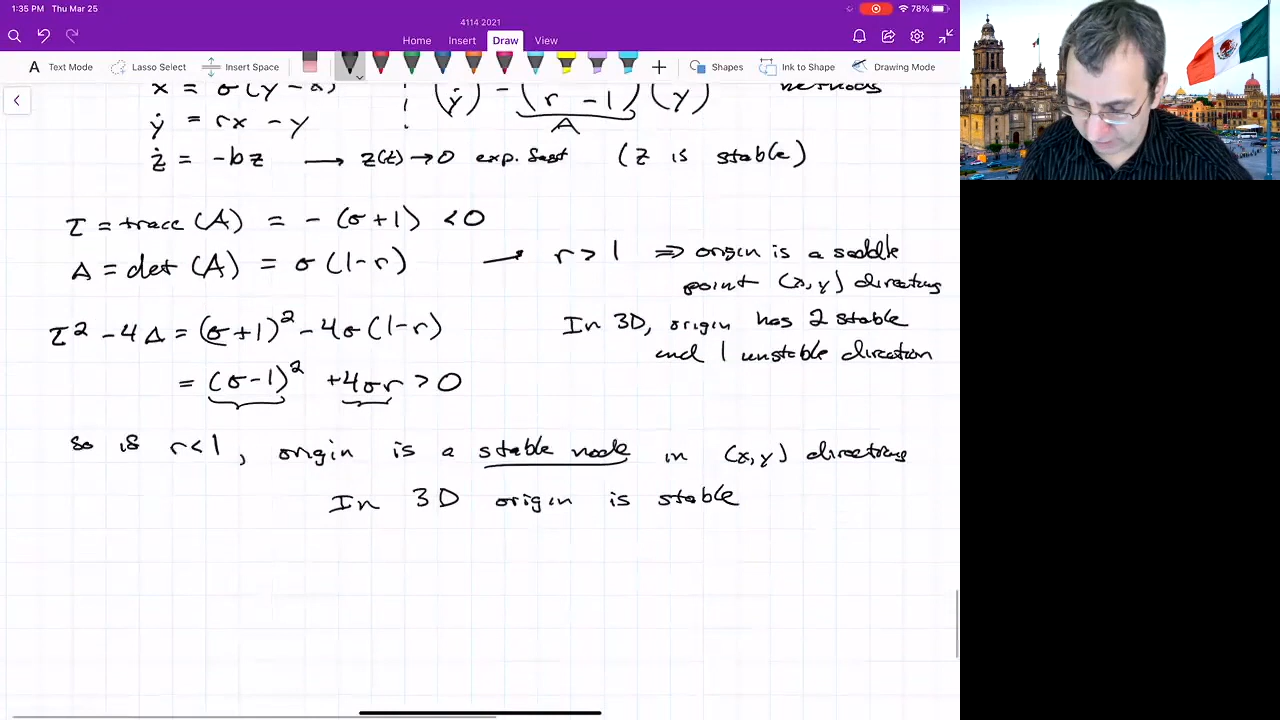 1:35 PM Thu Mar 25
78%
4114 2021
Home Insert Draw View
Text Mode Lasso Select Insert Space Shapes Ink to Shape Drawing Mode
ẋ = σ(y - x)
(ẏ) = (r -1) (y) methods
A
ẏ = rx - y
ż = -bz → z(t) → 0 exp. fast (z is stable)
τ = trace (A) = - (σ+1) < 0
Δ = det (A) = σ(1-r) → r > 1 ⇒ origin is a saddle
point (x,y) directions
In 3D, origin has 2 stable
and 1 unstable direction
τ² - 4Δ = (σ+1)² - 4σ(1-r)
= (σ-1)² + 4σr > 0
so if r<1, origin is a stable node in (x,y) directions
In 3D origin is stable